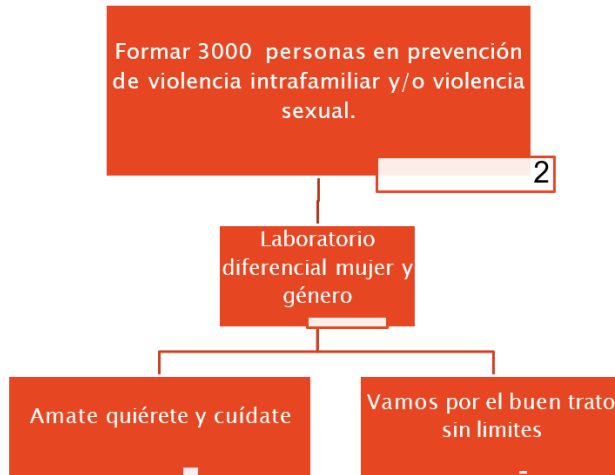 Formar 3000 personas en prevención
de violencia intrafamiliar y/o violencia
sexual.
2
Laboratorio
diferencial mujer y
género
Amate quiérete y cuídate
Vamos por el buen trato
sin limites